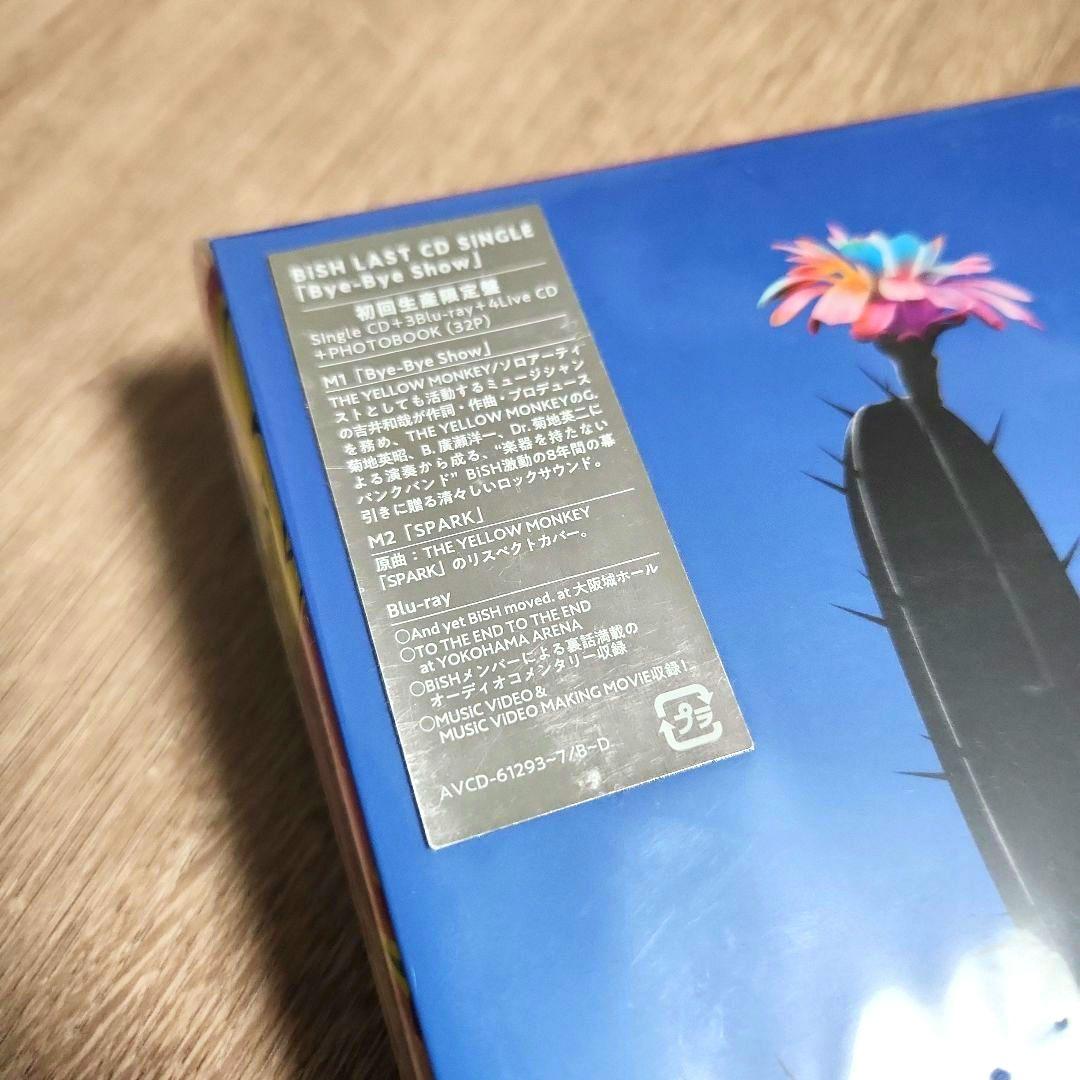 BiSH LAST CD SINGLE
「Bye-Bye Show」
初回生産限定盤
Single CD+3Blu-ray+4Live CD
+PHOTOBOOK (32P)
M1「Bye-Bye Show」
THE YELLOW MONKEY/ソロアーティ
ストとしても活動するミュージシャン
の吉井和哉が作詞・作曲・プロデュース
を務め、THE YELLOW MONKEYのG.
菊地英昭、B. 廣瀬洋一、Dr. 菊地英二に
よる演奏から成る、“楽器を持たない
パンクバンド” BiSH激動の8年間の幕
引きに贈る清々しいロックサウンド。
M2「SPARK」
原曲：THE YELLOW MONKEY
「SPARK」のリスペクトカバー。
Blu-ray
○And yet BiSH moved. at 大阪城ホール
○TO THE END TO THE END
at YOKOHAMA ARENA
○BiSHメンバーによる裏話満載の
オーディオコメンタリー収録
○MUSIC ViDEO &
MUSIC ViDEO MAKING MOViE収録!
プラ
AVCD-61293~7/B~D